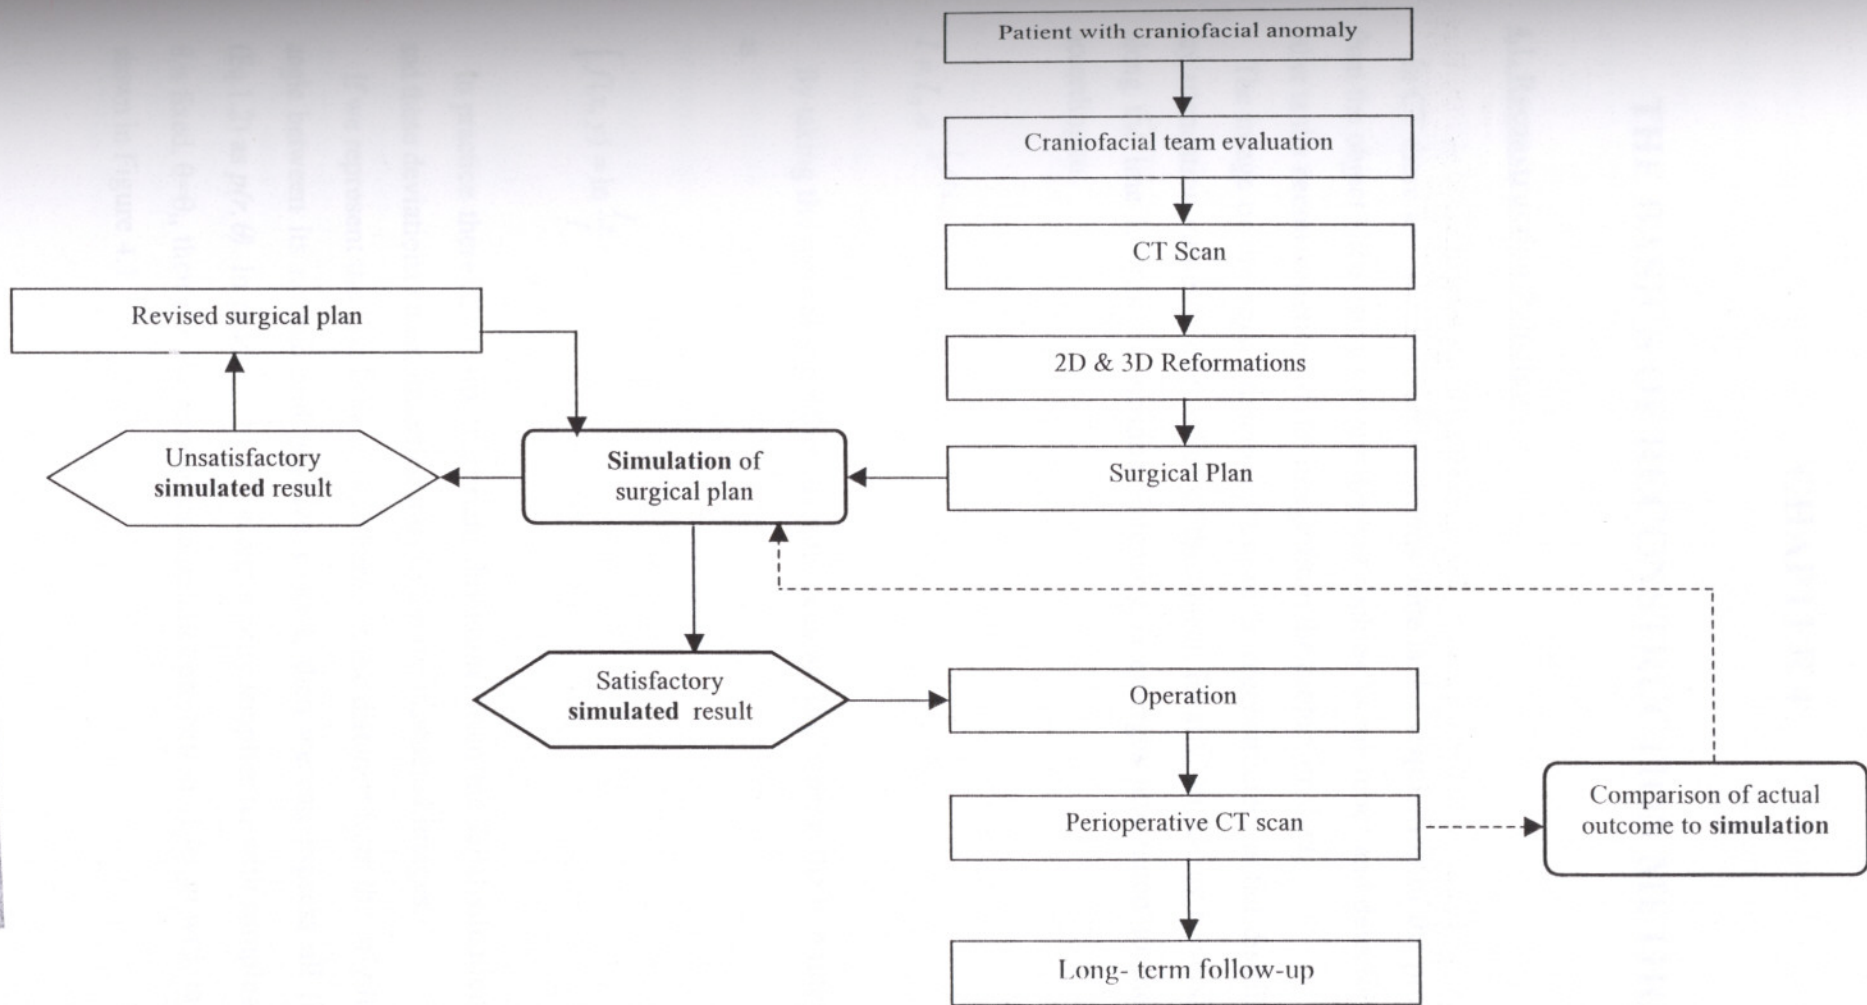 Patient with craniofacial anomaly
Craniofacial team evaluation
CT Scan
2D & 3D Reformations
Surgical Plan
Simulation of
surgical plan
Unsatisfactory
simulated result
Revised surgical plan
Satisfactory
simulated result
Operation
Perioperative CT scan
Comparison of actual
outcome to simulation
Long- term follow-up